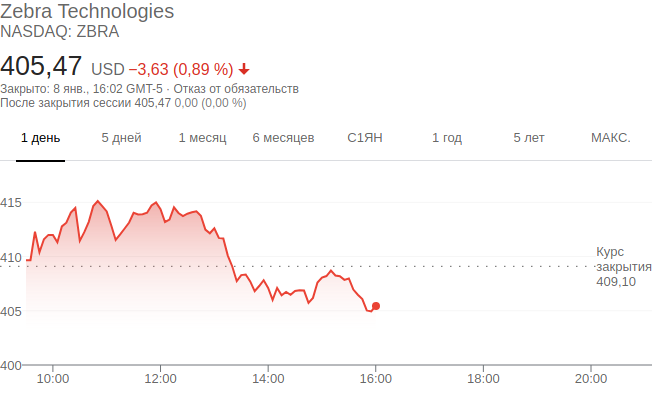 Zebra Technologies
NASDAQ: ZBRA
405,47 USD −3,63 (0,89 %)
Закрыто: 8 янв., 16:02 GMT-5 · Отказ от обязательств
После закрытия сессии 405,47 0,00 (0,00 %)
1 день 5 дней 1 месяц 6 месяцев С1ЯН 1 год 5 лет МАКС.
415
410
405
400
Курс
закрытия
409,10
10:00 12:00 14:00 16:00 18:00 20:00